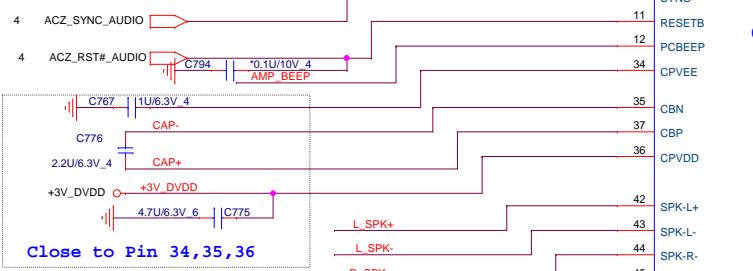 SYNC
4 ACZ_SYNC_AUDIO
11 RESETB
12 PCBEEP
4 ACZ_RST#_AUDIO
C794 *0.1U/10V_4
AMP_BEEP
34 CPVEE
C767 1U/6.3V_4
35 CBN
CAP-
37 CBP
C776
2.2U/6.3V_4 CAP+
36 CPVDD
+3V_DVDD +3V_DVDD
4.7U/6.3V_6 C775
42 SPK-L+
L_SPK+
43 SPK-L-
L_SPK-
44 SPK-R-
Close to Pin 34,35,36